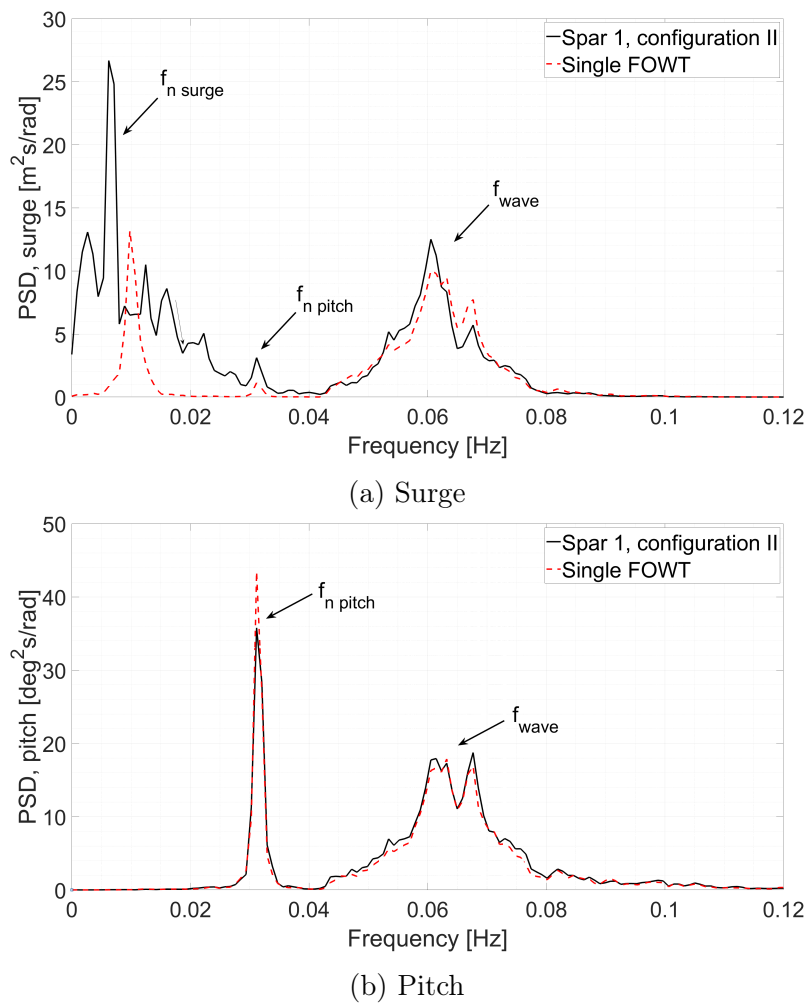 30
25
20
15
10
5
0
PSD, surge [m²s/rad]
Spar 1, configuration II
Single FOWT
f n surge
f wave
f n pitch
0 0.02 0.04 0.06 0.08 0.1 0.12
Frequency [Hz]
(a) Surge
50
40
30
20
10
0
PSD, pitch [deg²s/rad]
Spar 1, configuration II
Single FOWT
f n pitch
f wave
0 0.02 0.04 0.06 0.08 0.1 0.12
Frequency [Hz]
(b) Pitch